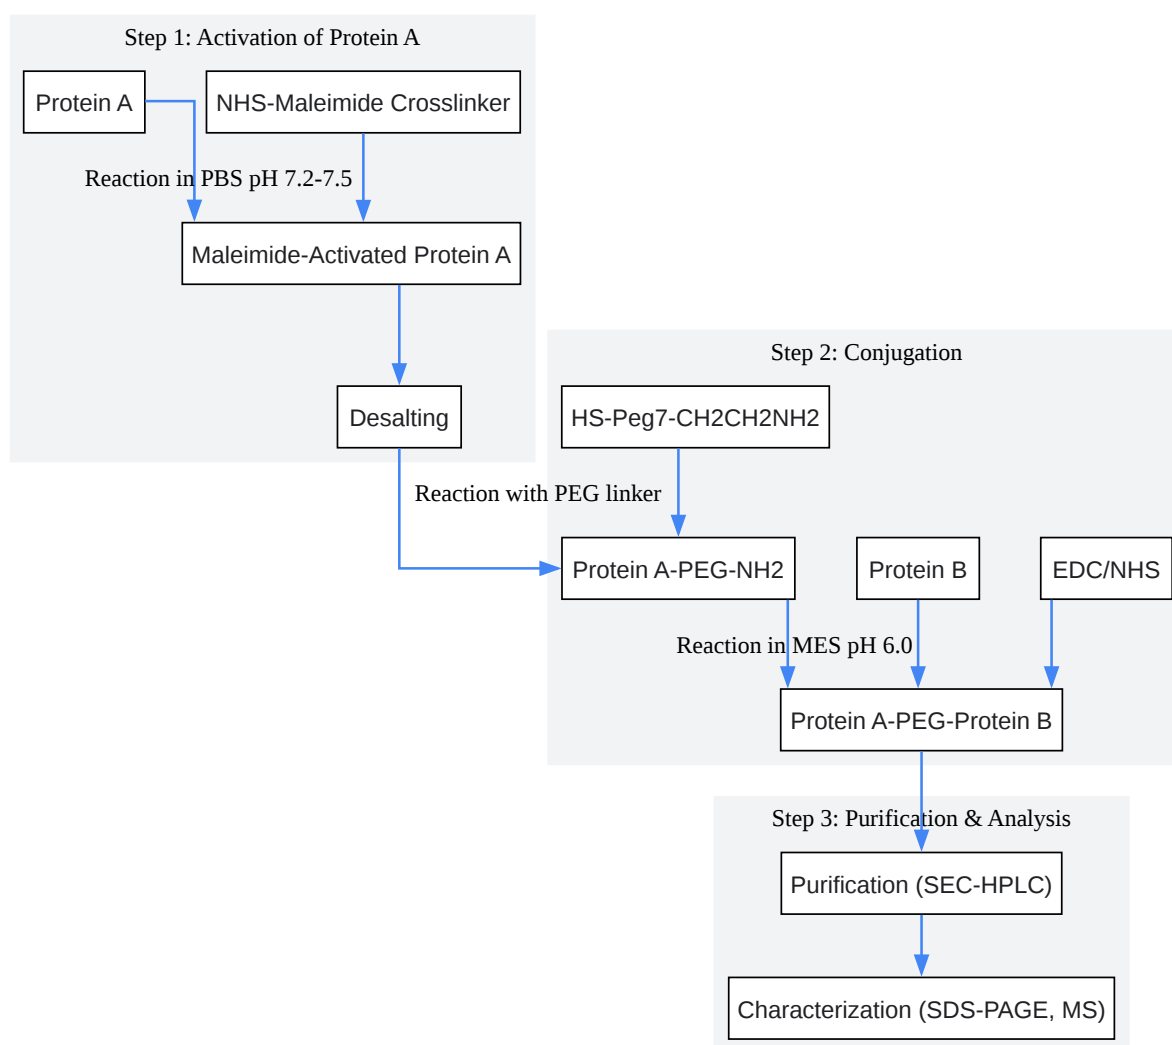 Step 1: Activation of Protein A
Protein A
NHS-Maleimide Crosslinker
Reaction in PBS pH 7.2-7.5
Maleimide-Activated Protein A
Desalting
Step 2: Conjugation
HS-Peg7-CH2CH2NH2
Reaction with PEG linker
Protein A-PEG-NH2
Protein B
EDC/NHS
Reaction in MES pH 6.0
Protein A-PEG-Protein B
Step 3: Purification & Analysis
Purification (SEC-HPLC)
Characterization (SDS-PAGE, MS)